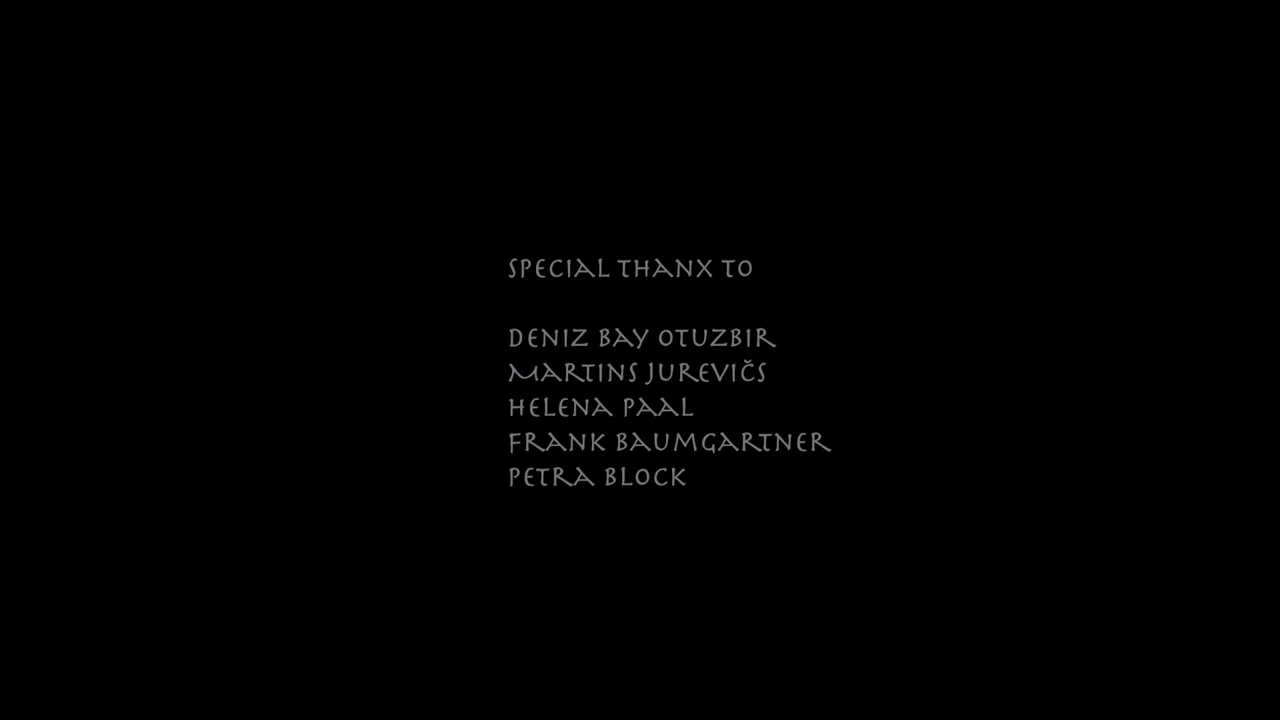 SPECIAL THANX TO
DENIZ BAY OTUZBIR
MARTINS JUREVIČS
HELENA PAAL
FRANK BAUMGARTNER
PETRA BLOCK